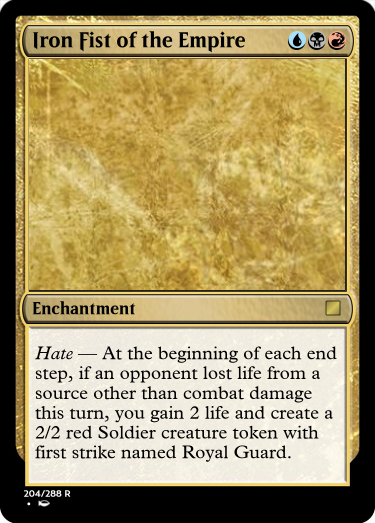 Iron Fist of the Empire
Enchantment
Hate — At the beginning of each end
step, if an opponent lost life from a
source other than combat damage
this turn, you gain 2 life and create a
2/2 red Soldier creature token with
first strike named Royal Guard.
204/288 R